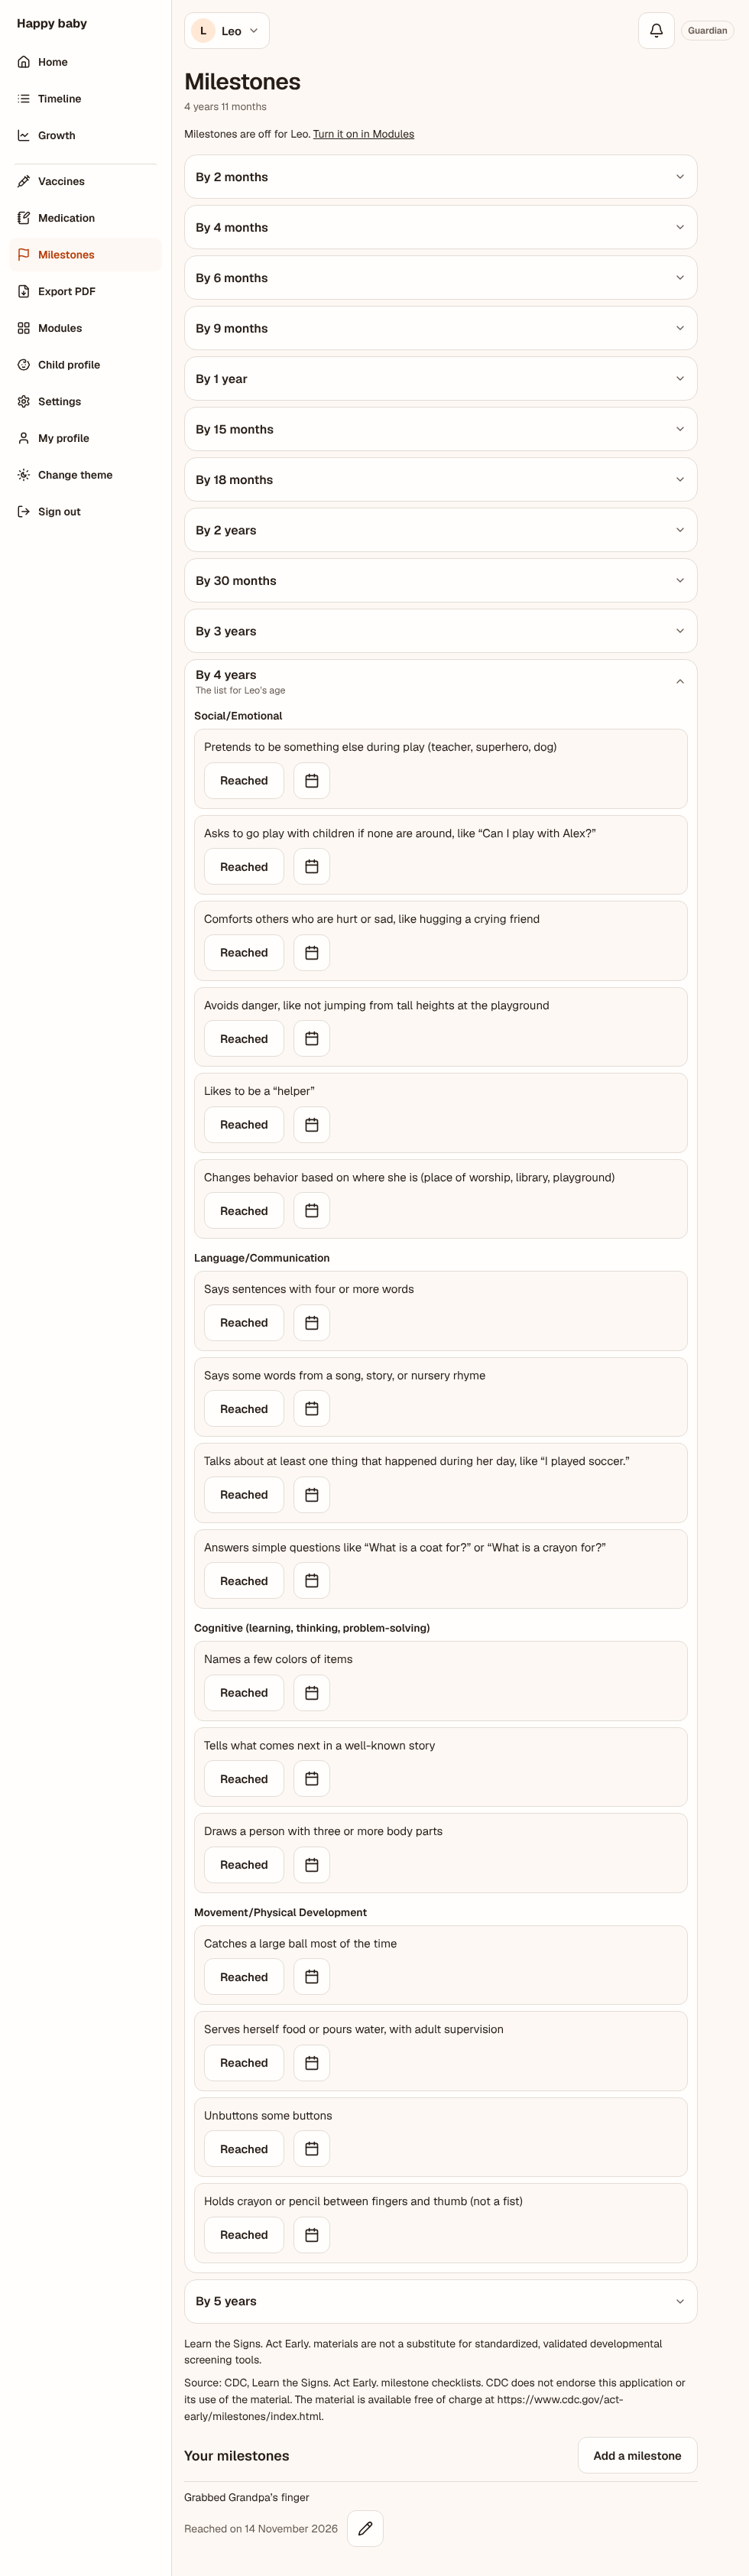 Happy baby
Home
Timeline
Growth
Vaccines
Medication
Milestones
Export PDF
Modules
Child profile
Settings
My profile
Change theme
Sign out
L Leo
Guardian
Milestones
4 years 11 months
Milestones are off for Leo. Turn it on in Modules
By 2 months
By 4 months
By 6 months
By 9 months
By 1 year
By 15 months
By 18 months
By 2 years
By 30 months
By 3 years
By 4 years
The list for Leo's age
Social/Emotional
Pretends to be something else during play (teacher, superhero, dog)
Reached
Asks to go play with children if none are around, like “Can I play with Alex?”
Reached
Comforts others who are hurt or sad, like hugging a crying friend
Reached
Avoids danger, like not jumping from tall heights at the playground
Reached
Likes to be a “helper”
Reached
Changes behavior based on where she is (place of worship, library, playground)
Reached
Language/Communication
Says sentences with four or more words
Reached
Says some words from a song, story, or nursery rhyme
Reached
Talks about at least one thing that happened during her day, like “I played soccer.”
Reached
Answers simple questions like “What is a coat for?” or “What is a crayon for?”
Reached
Cognitive (learning, thinking, problem-solving)
Names a few colors of items
Reached
Tells what comes next in a well-known story
Reached
Draws a person with three or more body parts
Reached
Movement/Physical Development
Catches a large ball most of the time
Reached
Serves herself food or pours water, with adult supervision
Reached
Unbuttons some buttons
Reached
Holds crayon or pencil between fingers and thumb (not a fist)
Reached
By 5 years
Learn the Signs. Act Early. materials are not a substitute for standardized, validated developmental
screening tools.
Source: CDC, Learn the Signs. Act Early. milestone checklists. CDC does not endorse this application or
its use of the material. The material is available free of charge at https://www.cdc.gov/act-
early/milestones/index.html.
Your milestones
Add a milestone
Grabbed Grandpa's finger
Reached on 14 November 2026